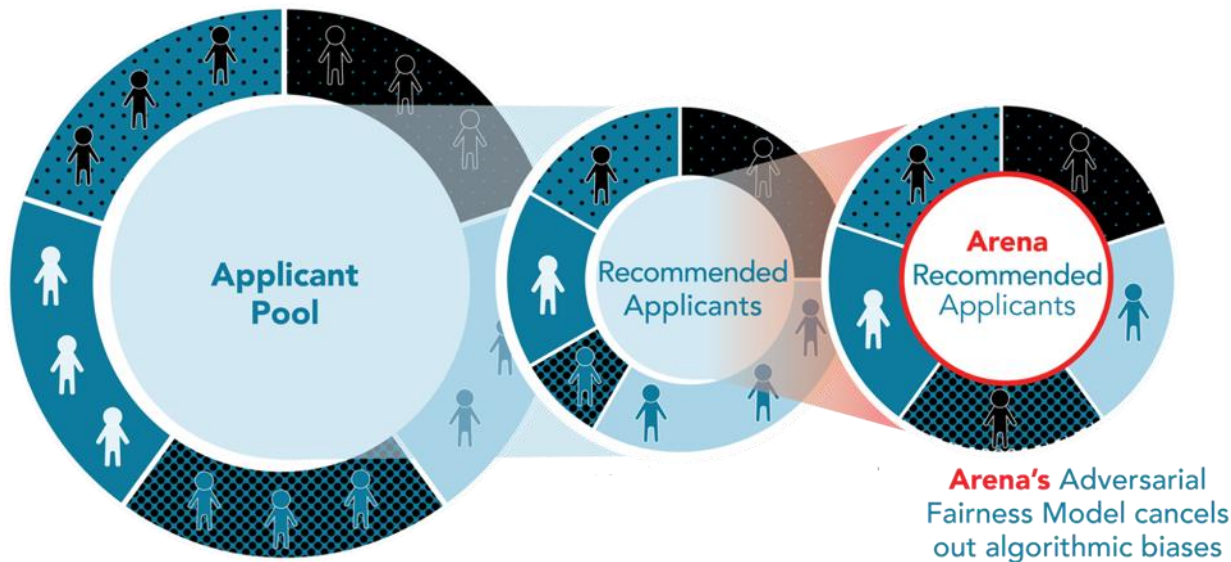 Applicant
Pool
Recommended
Applicants
Arena
Recommended
Applicants
Arena's Adversarial
Fairness Model cancels
out algorithmic biases